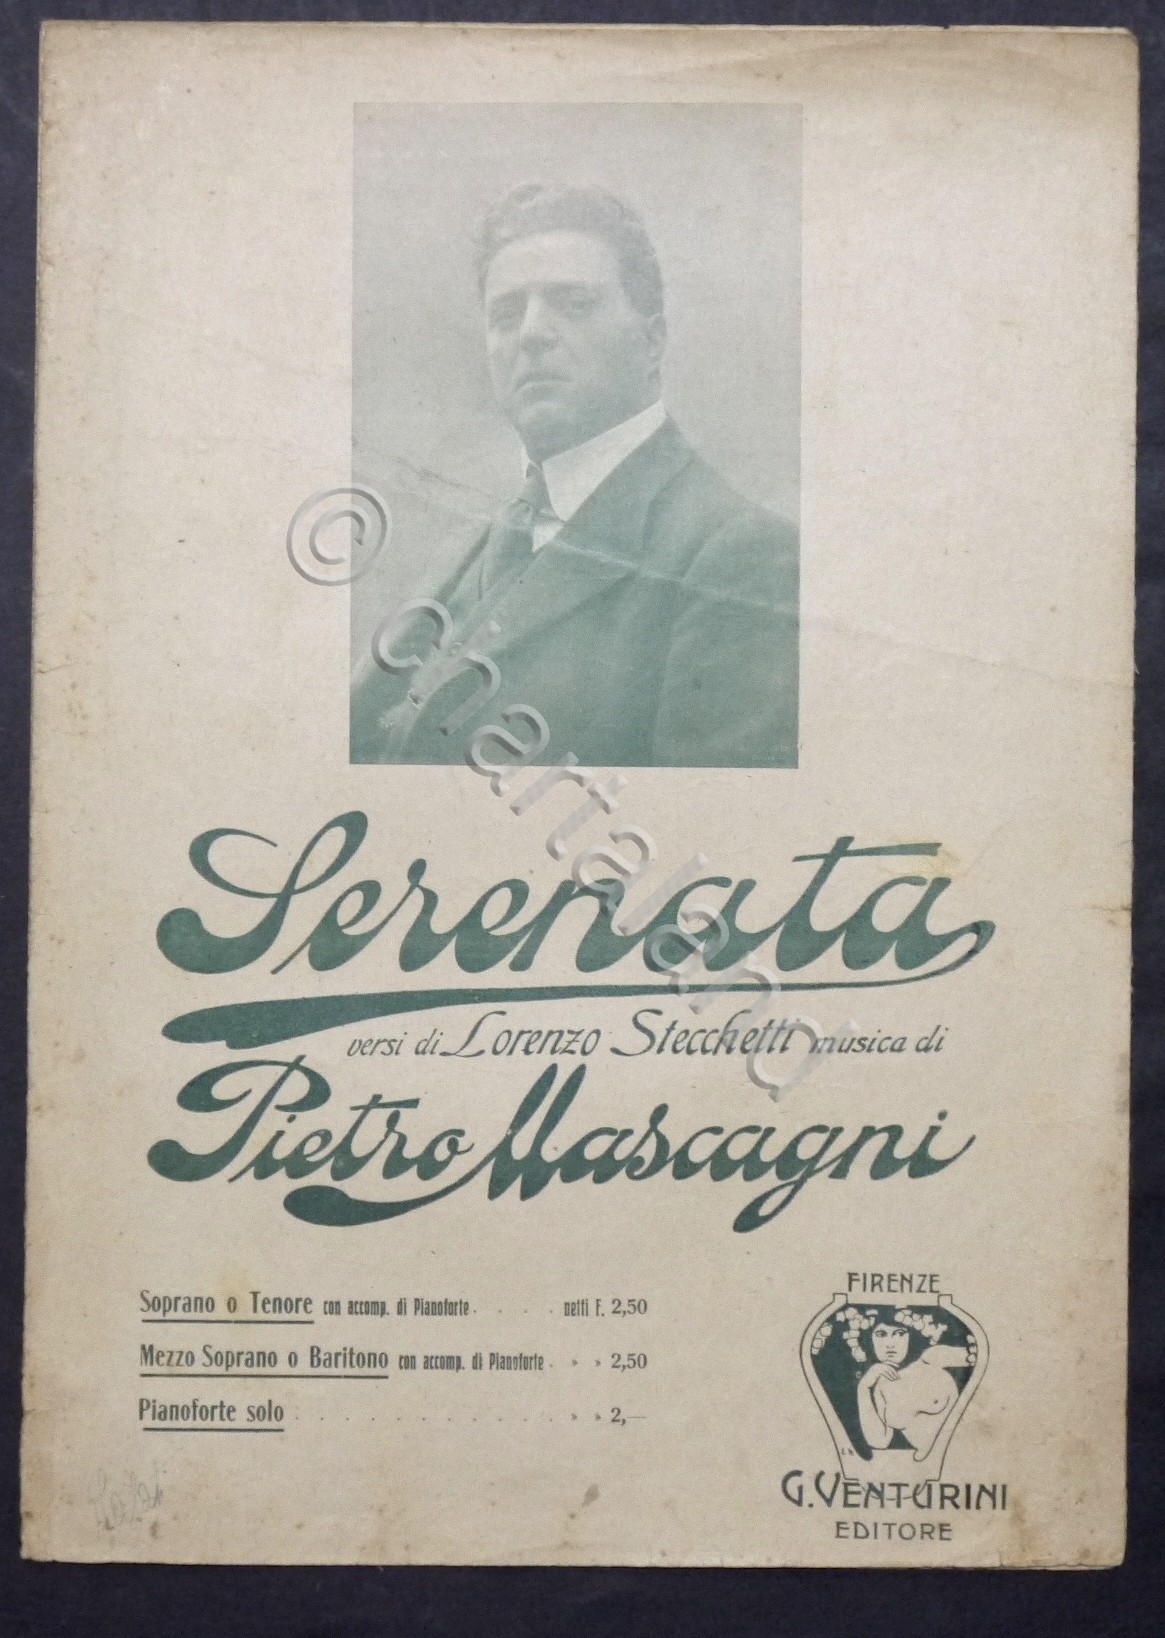 © chartaland
Serenata
versi di Lorenzo Stecchetti musica di
Pietro Mascagni
Soprano o Tenore con accomp. di Pianoforte . . . . . netti F. 2,50
Mezzo Soprano o Baritono con accomp. di Pianoforte . » » 2,50
Pianoforte solo . . . . . . . . . . . . » » 2,—
FIRENZE
G. VENTURINI
EDITORE